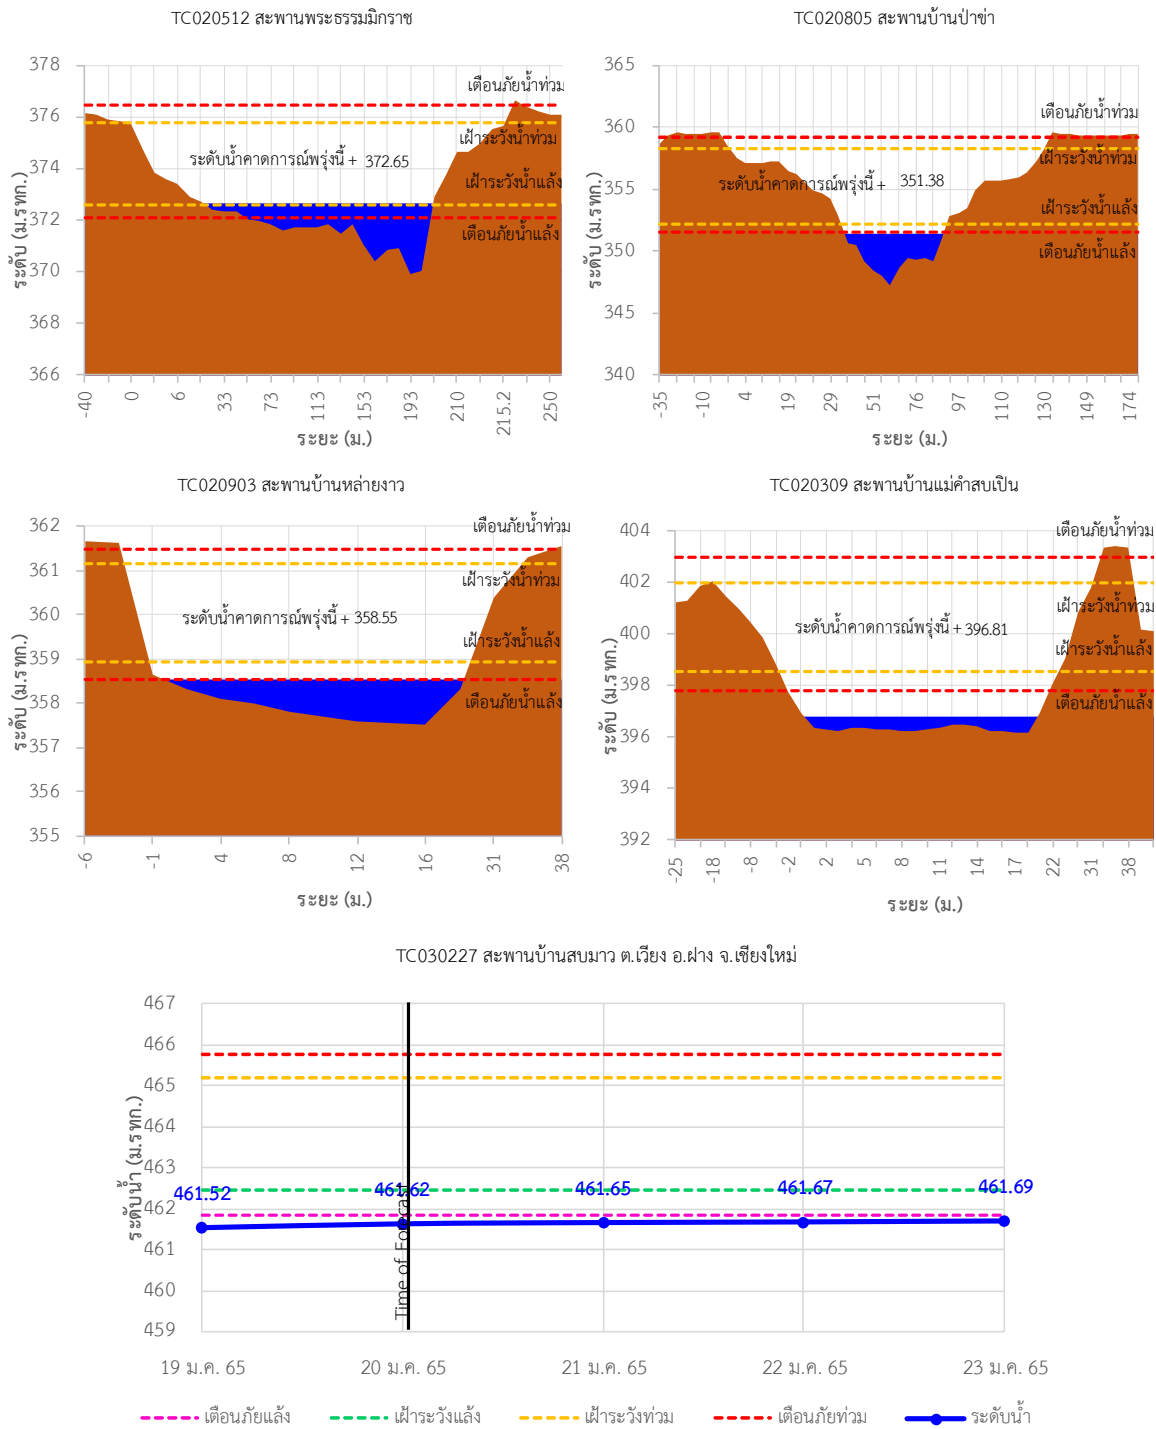 TC020512 สะพานพระธรรมมิกราช
378
376
374
372
370
368
366
ระดับ (ม.รทก.)
เตือนภัยน้ำท่วม
เฝ้าระวังน้ำท่วม
ระดับน้ำคาดการณ์พรุ่งนี้ + 372.65
เฝ้าระวังน้ำแล้ง
เตือนภัยน้ำแล้ง
-40 0 6 33 73 113 153 193 210 215.2 250
ระยะ (ม.)
TC020805 สะพานบ้านป่าข่า
365
360
355
350
345
340
ระดับ (ม.รทก.)
เตือนภัยน้ำท่วม
เฝ้าระวังน้ำท่วม
ระดับน้ำคาดการณ์พรุ่งนี้ + 351.38
เฝ้าระวังน้ำแล้ง
เตือนภัยน้ำแล้ง
-35 -10 4 19 29 51 76 97 110 130 149 174
ระยะ (ม.)
TC020903 สะพานบ้านหล่ายงาว
362
361
360
359
358
357
356
355
ระดับ (ม.รทก.)
เตือนภัยน้ำท่วม
เฝ้าระวังน้ำท่วม
ระดับน้ำคาดการณ์พรุ่งนี้ + 358.55
เฝ้าระวังน้ำแล้ง
เตือนภัยน้ำแล้ง
-6 -1 4 8 12 16 31 38
ระยะ (ม.)
TC020309 สะพานบ้านแม่คำสบเปิน
404
402
400
398
396
394
392
ระดับ (ม.รทก.)
เตือนภัยน้ำท่วม
เฝ้าระวังน้ำท่วม
ระดับน้ำคาดการณ์พรุ่งนี้ + 396.81
เฝ้าระวังน้ำแล้ง
เตือนภัยน้ำแล้ง
-25 -18 -8 -2 2 5 8 11 14 17 22 31 38
ระยะ (ม.)
TC030227 สะพานบ้านสบมาว ต.เวียง อ.ฝาง จ.เชียงใหม่
467
466
465
464
463
462
461
460
459
ระดับน้ำ (ม.รทก.)
461.52 461.62 461.65 461.67 461.69
Time of Forecast
19 ม.ค. 65 20 ม.ค. 65 21 ม.ค. 65 22 ม.ค. 65 23 ม.ค. 65
เตือนภัยแล้ง เฝ้าระวังแล้ง เฝ้าระวังท่วม เตือนภัยท่วม ระดับน้ำ